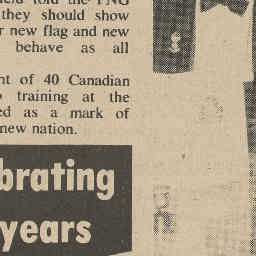 told the PNG
they should show
r new flag and new
behave as all
nt of 40 Canadian
training at the
ed as a mark of
new nation.
brating
years